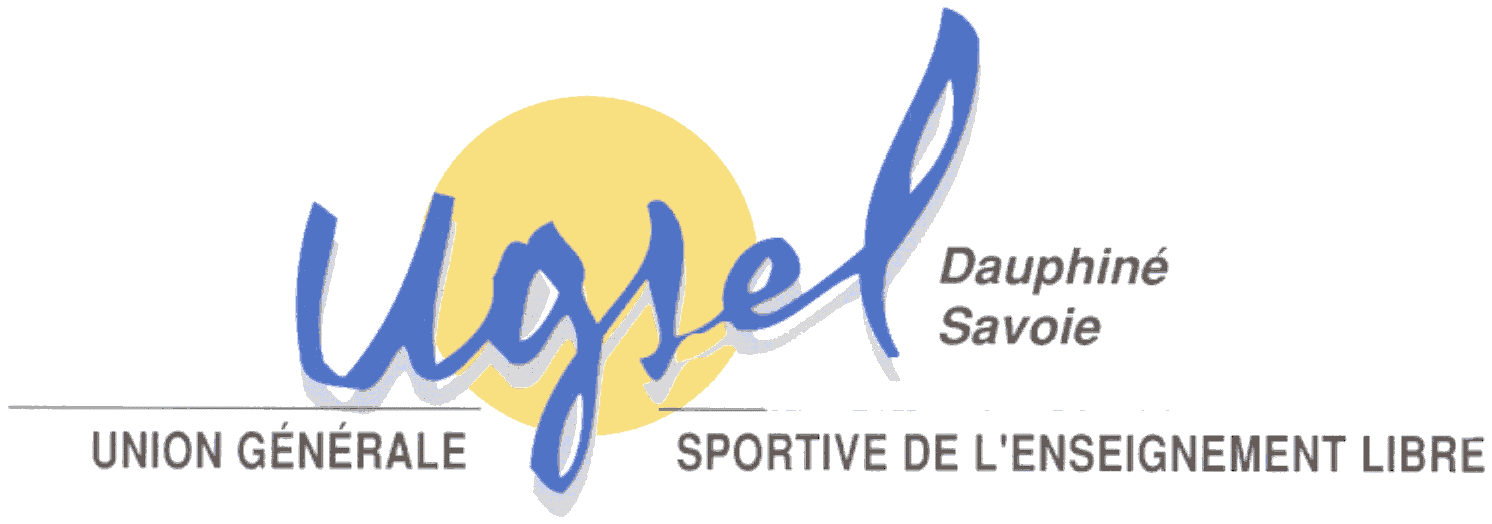 ugsel
Dauphiné
Savoie
UNION GÉNÉRALE SPORTIVE DE L'ENSEIGNEMENT LIBRE